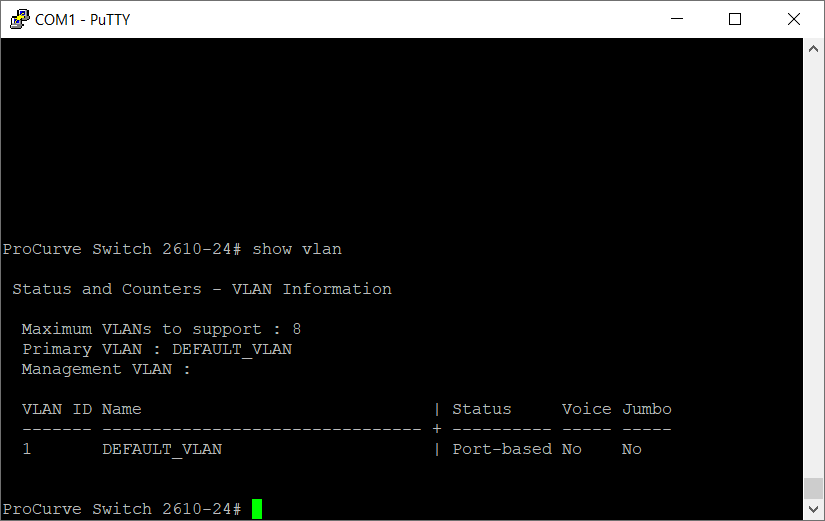 COM1 - PuTTY
ProCurve Switch 2610-24# show vlan
Status and Counters - VLAN Information
Maximum VLANs to support : 8
Primary VLAN : DEFAULT_VLAN
Management VLAN :
VLAN ID Name                             | Status     Voice Jumbo
------- -------------------------------- + ---------- ----- -----
1       DEFAULT_VLAN                     | Port-based No    No
ProCurve Switch 2610-24#